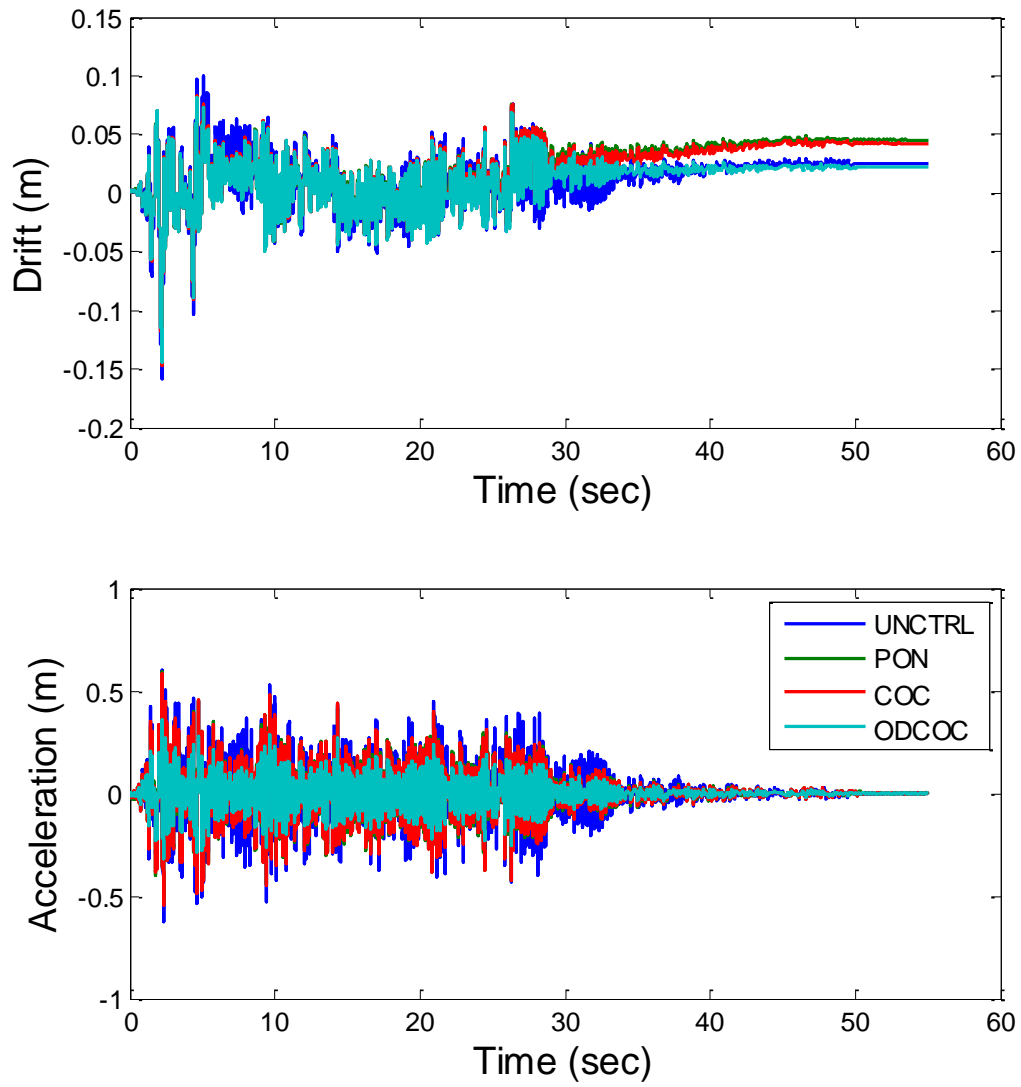 0.15
0.1
0.05
0
-0.05
-0.1
-0.15
-0.2
Drift (m)
0 10 20 30 40 50 60
Time (sec)
1
0.5
0
-0.5
-1
Acceleration (m)
UNCTRL
PON
COC
ODCOC
0 10 20 30 40 50 60
Time (sec)